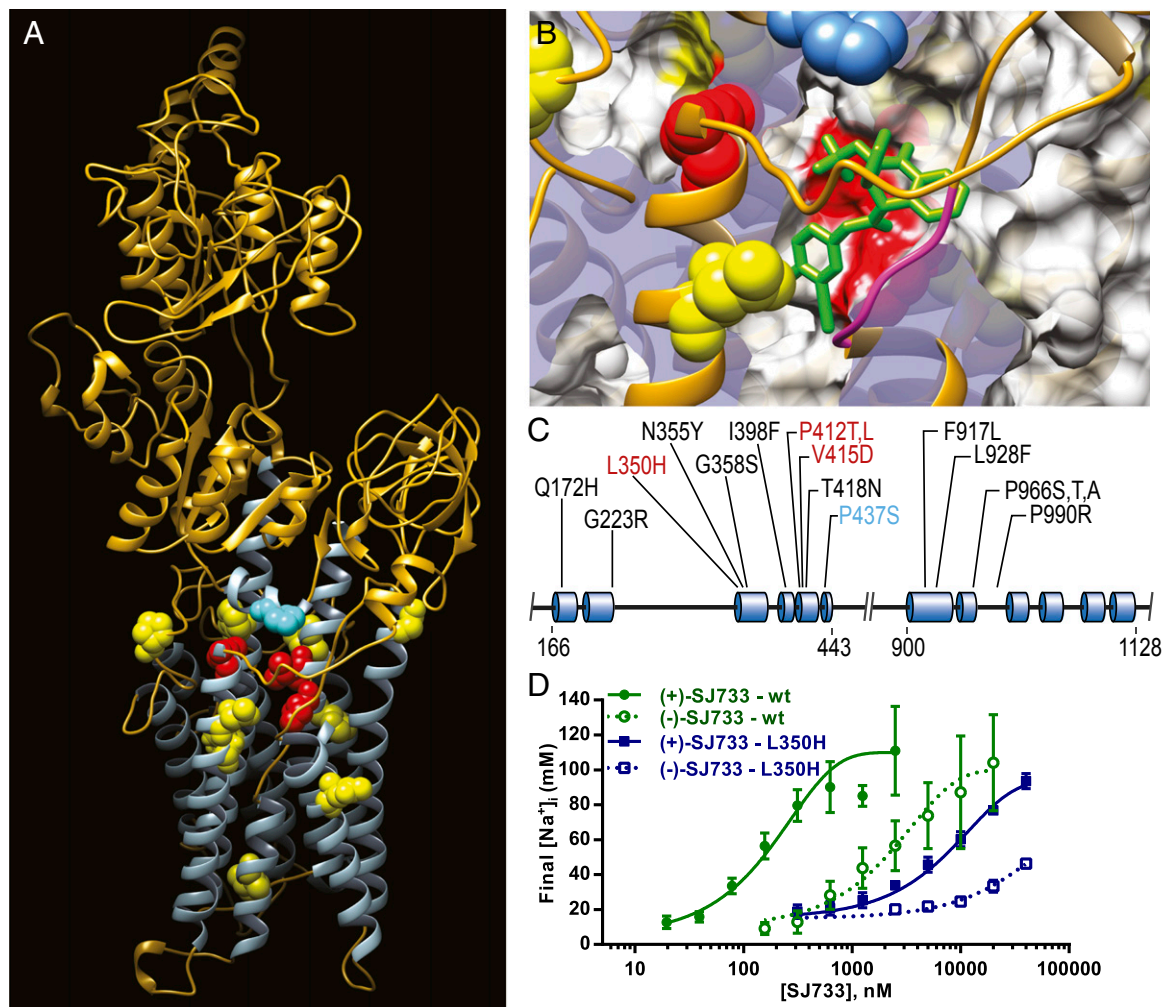 A
B
C
N355Y
I398F
P412T,L
F917L
L350H
G358S
V415D
L928F
Q172H
T418N
P966S,T,A
G223R
P437S
P990R
166
443
900
1128
D
(+)-SJ733 - wt
(-)-SJ733 - wt
(+)-SJ733 - L350H
(-)-SJ733 - L350H
Final [Na⁺]ᵢ (mM)
140
120
100
80
60
40
20
0
10
100
1000
10000
100000
[SJ733], nM